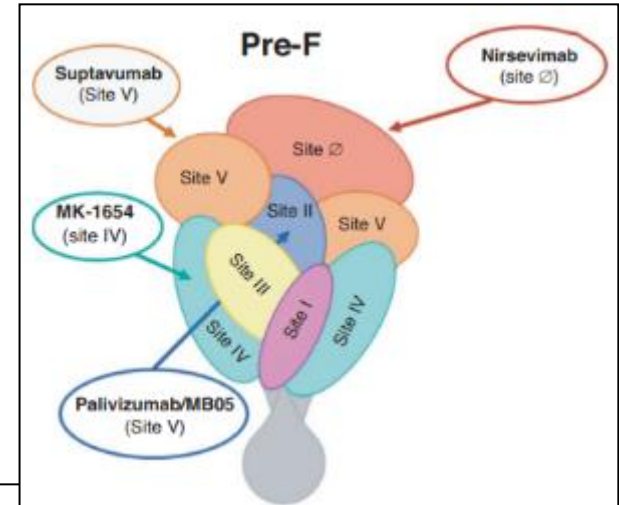 Pre-F
Suptavumab
(Site V)
Nirsevimab
(site ∅)
Site ∅
Site V
Site II
Site V
MK-1654
(site IV)
Site III
Site I
Site IV
Site IV
Palivizumab/MB05
(Site V)